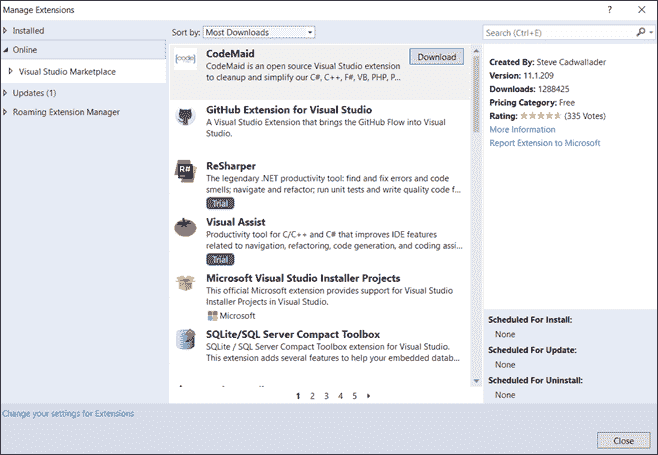 Manage Extensions
? ×
Installed
Online
Visual Studio Marketplace
Updates (1)
Roaming Extension Manager
Sort by: Most Downloads
CodeMaid
Download
CodeMaid is an open source Visual Studio extension
to cleanup and simplify our C#, C++, F#, VB, PHP, P...
GitHub Extension for Visual Studio
A Visual Studio Extension that brings the GitHub Flow into Visual
Studio.
R#
ReSharper
The legendary .NET productivity tool: find and fix errors and code
smells; navigate and refactor; run unit tests and write quality code f...
Trial
Visual Assist
Productivity tool for C/C++ and C# that improves IDE features
related to navigation, refactoring, code generation, and coding assi...
Trial
Microsoft Visual Studio Installer Projects
This official Microsoft extension provides support for Visual Studio
Installer Projects in Visual Studio.
Microsoft
SQLite/SQL Server Compact Toolbox
SQLite / SQL Server Compact Toolbox extension for Visual Studio.
This extension adds several features to help your embedded datab...
1 2 3 4 5
Search (Ctrl+E)
Created By: Steve Cadwallader
Version: 11.1.209
Downloads: 1288425
Pricing Category: Free
Rating: (335 Votes)
More Information
Report Extension to Microsoft
Scheduled For Install:
None
Scheduled For Update:
None
Scheduled For Uninstall:
None
Change your settings for Extensions
Close